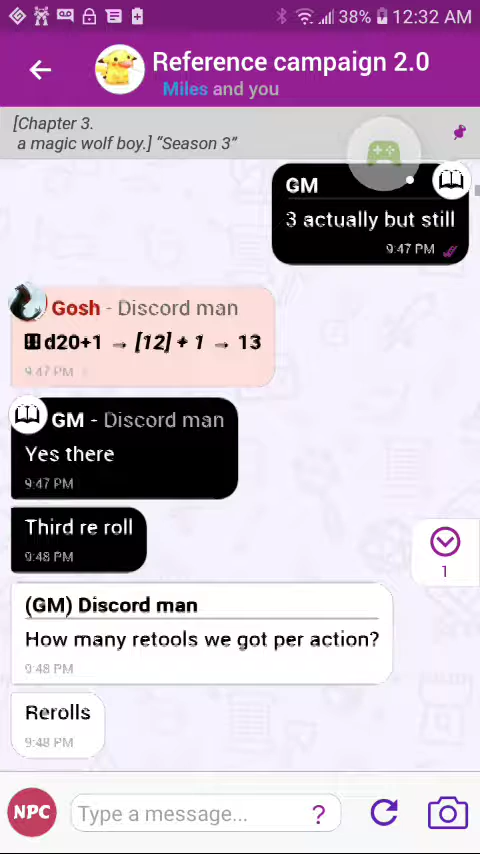 38% 12:32 AM
Reference campaign 2.0
Miles and you
[Chapter 3.
a magic wolf boy.] “Season 3”
GM
3 actually but still
9:47 PM
Gosh - Discord man
d20+1 → [12] + 1 → 13
9:47 PM
GM - Discord man
Yes there
9:47 PM
Third re roll
9:48 PM
1
(GM) Discord man
How many retools we got per action?
9:48 PM
Rerolls
9:48 PM
NPC
Type a message... ?